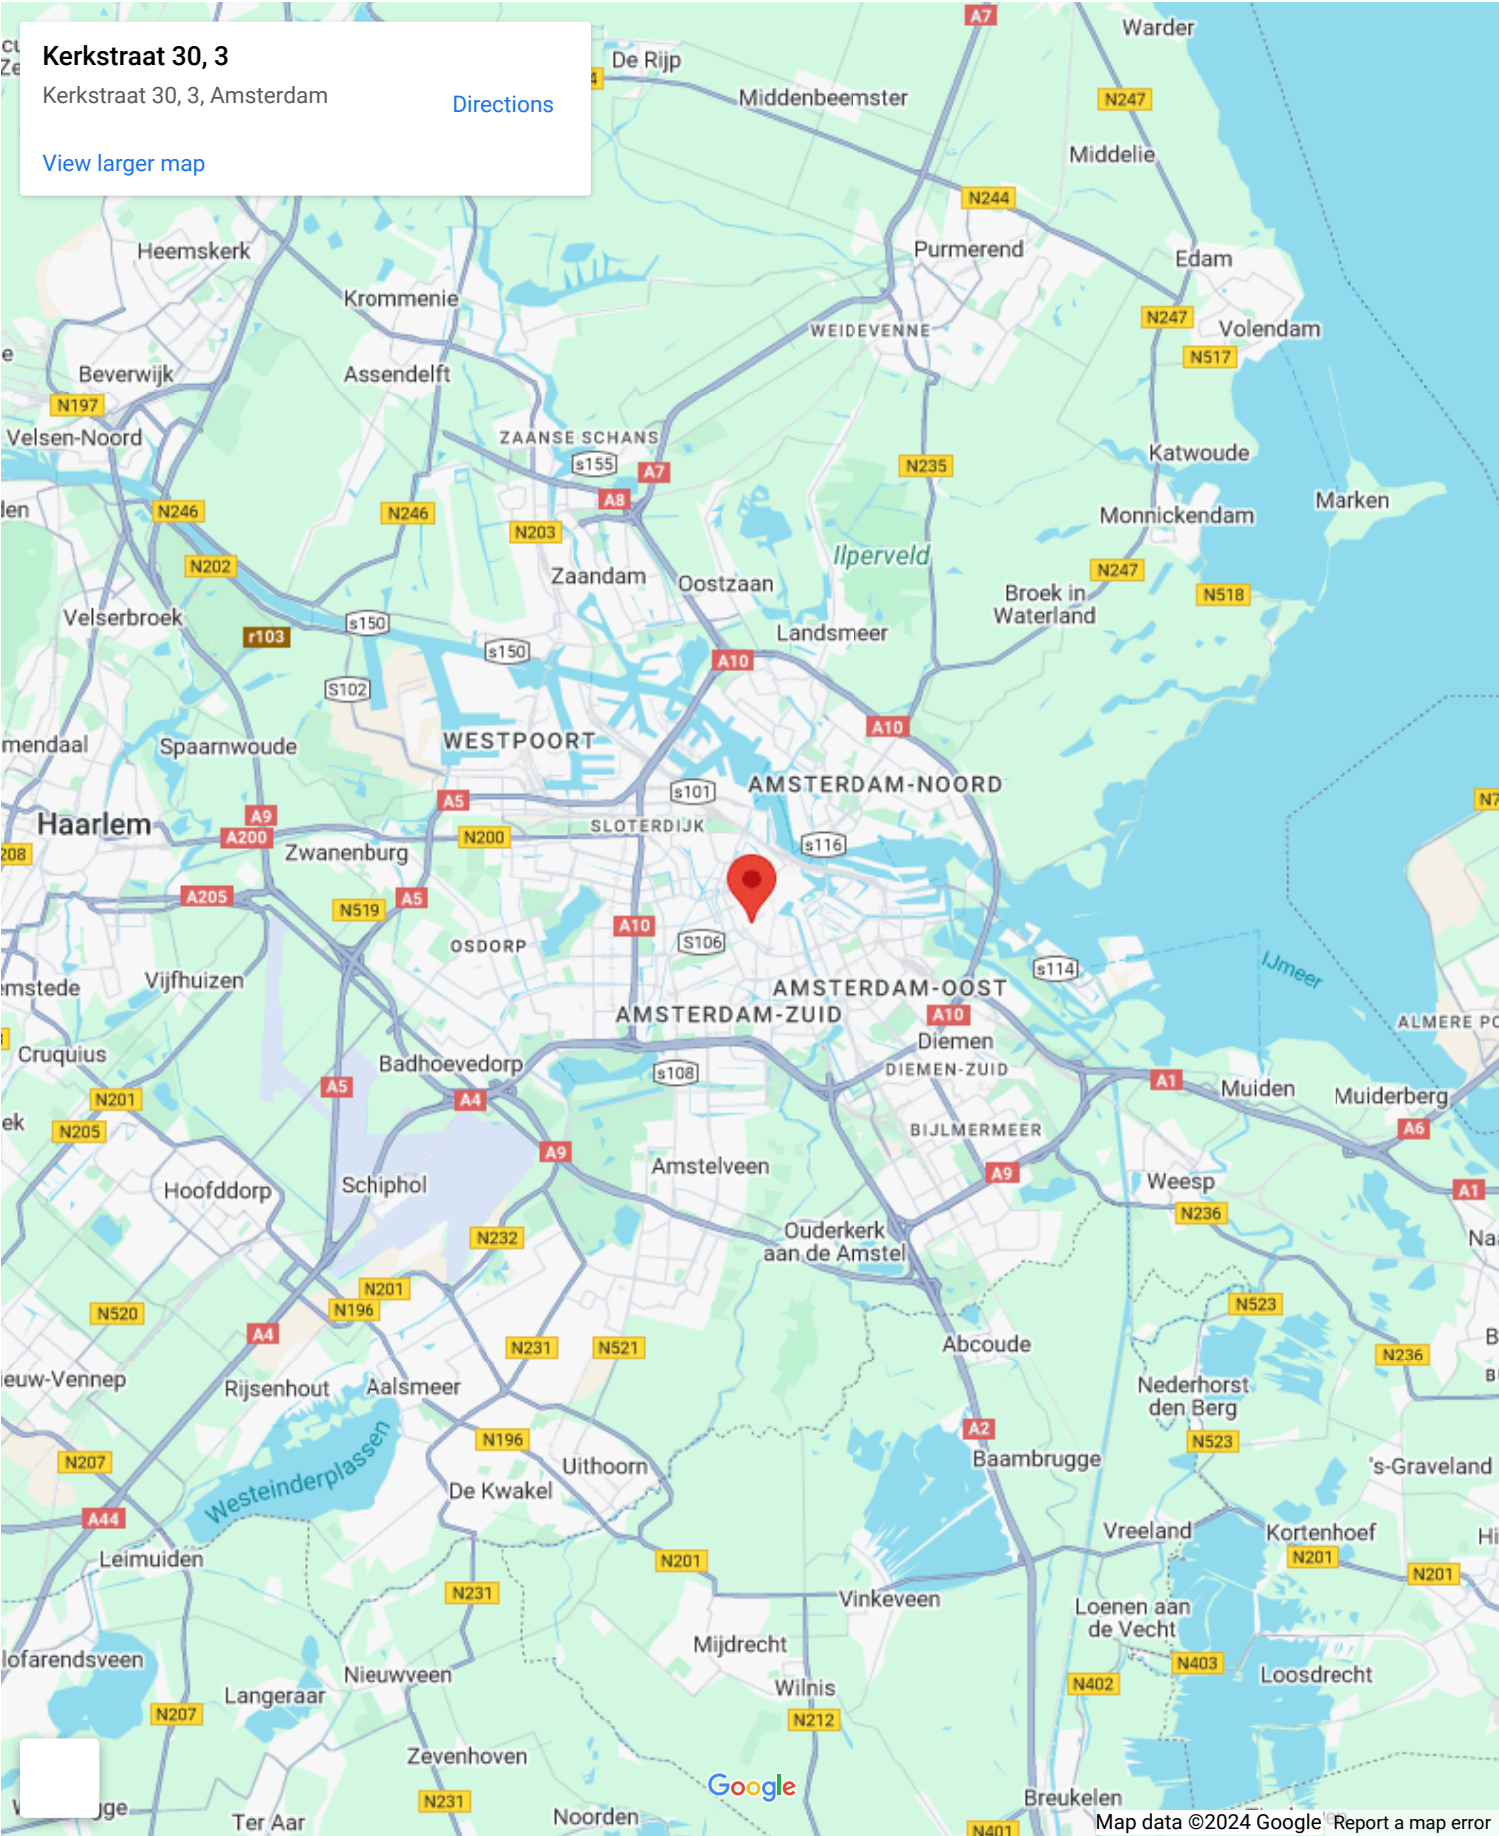 Kerkstraat 30, 3
Kerkstraat 30, 3, Amsterdam
Directions
View larger map
A7
Warder
De Rijp
Middenbeemster
N247
Middelie
N244
Heemskerk
Purmerend
Edam
Krommenie
N247
WEIDEVENNE
Volendam
N517
Beverwijk
Assendelft
N197
Velsen-Noord
ZAANSE SCHANS
s155
A7
N235
Katwoude
A8
Marken
N246
N246
N203
Monnickendam
N202
Zaandam
Oostzaan
Ilperveld
N247
Broek in
Waterland
N518
Velserbroek
s150
r103
s150
Landsmeer
A10
S102
A10
Spaarnwoude
WESTPOORT
AMSTERDAM-NOORD
s101
A5
A9
Haarlem
A200
N200
SLOTERDIJK
s116
Zwanenburg
A205
A5
N519
A10
S106
OSDORP
IJmeer
s114
Vijfhuizen
AMSTERDAM-OOST
AMSTERDAM-ZUID
A10
Diemen
Cruquius
Badhoevedorp
s108
DIEMEN-ZUID
A5
A4
A1
Muiden
Muiderberg
N201
N205
A6
BIJLMERMEER
A9
Amstelveen
A9
Hoofddorp
Schiphol
Weesp
A1
N236
N232
Ouderkerk
aan de Amstel
N201
N196
N520
N523
A4
N231
N521
Abcoude
N236
Rijsenhout
Aalsmeer
Nederhorst
den Berg
A2
N196
N523
Westeinderplassen
N207
Uithoorn
Baambrugge
's-Graveland
De Kwakel
A44
Vreeland
Kortenhoef
Leimuiden
N201
N201
N201
N231
Vinkeveen
Loenen aan
de Vecht
Mijdrecht
N403
Nieuwveen
Loosdrecht
Langeraar
Wilnis
N402
N207
N212
Zevenhoven
Google
N231
Breukelen
Ter Aar
Noorden
N401
Map data ©2024 Google
Report a map error